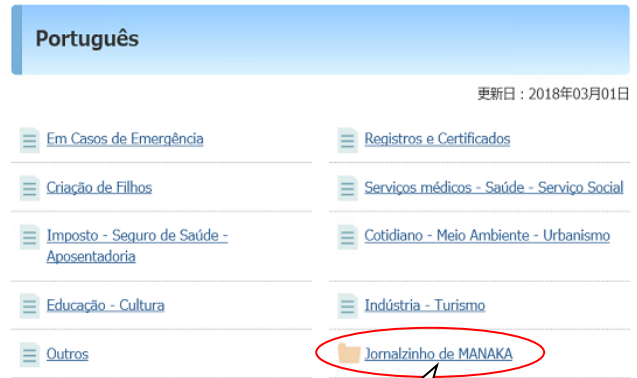 Português
更新日：2018年03月01日
Em Casos de Emergência
Registros e Certificados
Criação de Filhos
Serviços médicos - Saúde - Serviço Social
Imposto - Seguro de Saúde -
Aposentadoria
Cotidiano - Meio Ambiente - Urbanismo
Educação - Cultura
Indústria - Turismo
Outros
Jornalzinho de MANAKA